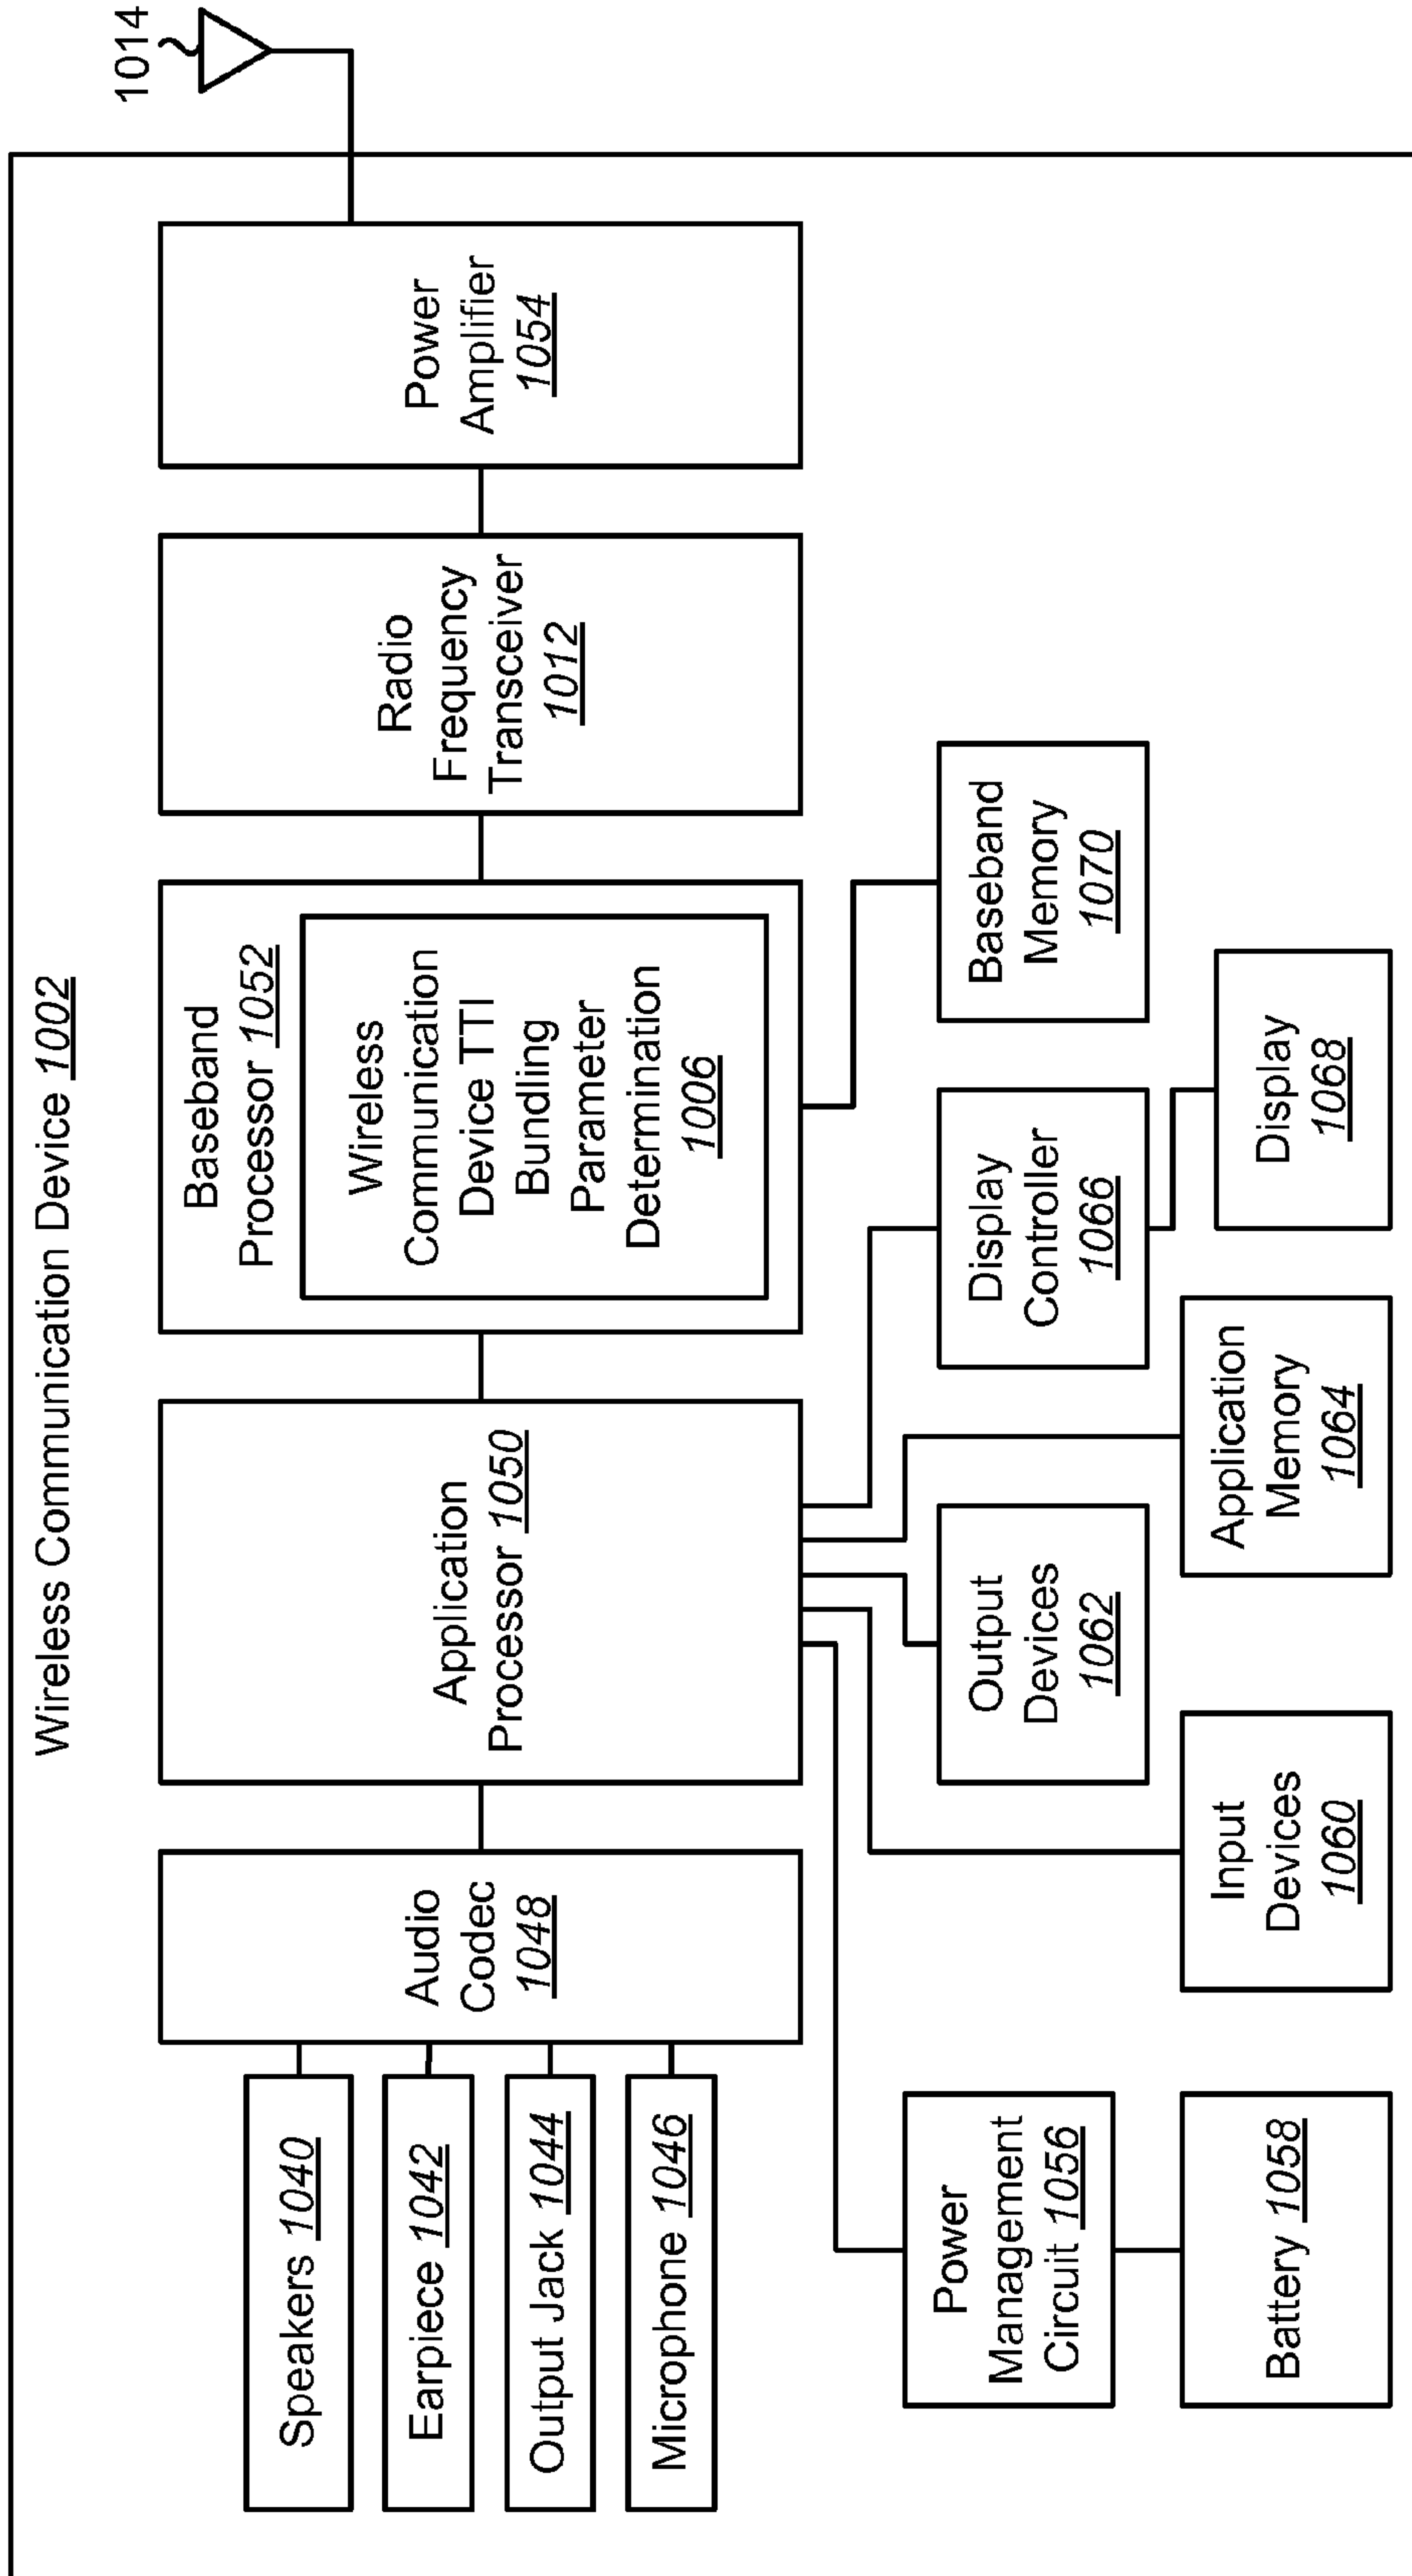 Wireless Communication Device 1002
1014
Speakers 1040
Earpiece 1042
Output Jack 1044
Microphone 1046
Audio
Codec
1048
Application
Processor 1050
Baseband
Processor 1052
Wireless
Communication
Device TTI
Bundling
Parameter
Determination
1006
Radio
Frequency
Transceiver
1012
Power
Amplifier
1054
Power
Management
Circuit 1056
Battery 1058
Input
Devices
1060
Output
Devices
1062
Application
Memory
1064
Display
Controller
1066
Display
1068
Baseband
Memory
1070